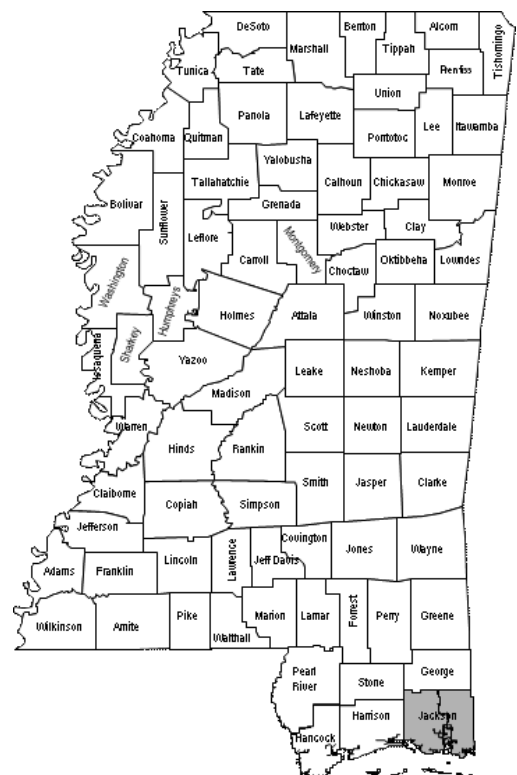 DeSoto
Marshall
Benton
Alcorn
Tippah
Tishomingo
Tunica
Tate
Prentiss
Union
Panola
Lafeyette
Lee
Itawamba
Coahoma
Quitman
Pontotoc
Yalobusha
Tallahatchie
Calhoun
Chickasaw
Monroe
Bolivar
Sunflower
Grenada
Leflore
Webster
Clay
Montgomery
Carroll
Choctaw
Oktibbeha
Lowndes
Washington
Humphreys
Holmes
Attala
Winston
Noxubee
Sharkey
Issaquena
Yazoo
Leake
Neshoba
Kemper
Madison
Warren
Scott
Newton
Lauderdale
Hinds
Rankin
Smith
Jasper
Clarke
Claiborne
Copiah
Simpson
Jefferson
Covington
Jones
Wayne
Lincoln
Lawrence
Jeff Davis
Adams
Franklin
Wilkinson
Amite
Pike
Walthall
Marion
Lamar
Forrest
Perry
Greene
Pearl
River
Stone
George
Hancock
Harrison
Jackson